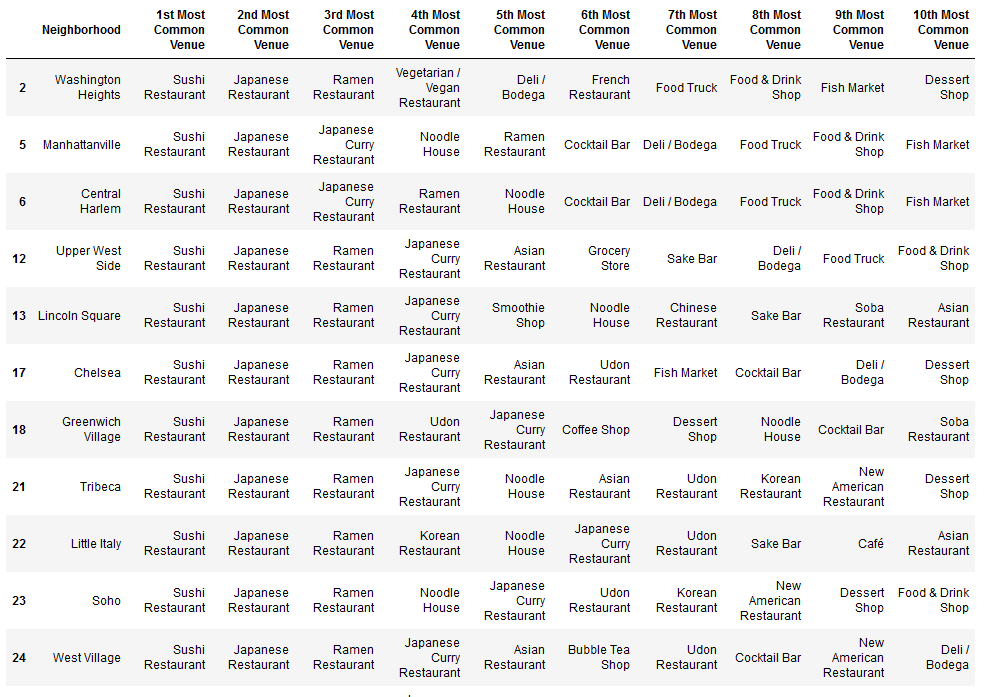 Neighborhood 1st Most Common Venue 2nd Most Common Venue 3rd Most Common Venue 4th Most Common Venue 5th Most Common Venue 6th Most Common Venue 7th Most Common Venue 8th Most Common Venue 9th Most Common Venue 10th Most Common Venue
2 Washington Heights Sushi Restaurant Japanese Restaurant Ramen Restaurant Vegetarian / Vegan Restaurant Deli / Bodega French Restaurant Food Truck Food & Drink Shop Fish Market Dessert Shop
5 Manhattanville Sushi Restaurant Japanese Restaurant Japanese Curry Restaurant Noodle House Ramen Restaurant Cocktail Bar Deli / Bodega Food Truck Food & Drink Shop Fish Market
6 Central Harlem Sushi Restaurant Japanese Restaurant Japanese Curry Restaurant Ramen Restaurant Noodle House Cocktail Bar Deli / Bodega Food Truck Food & Drink Shop Fish Market
12 Upper West Side Sushi Restaurant Japanese Restaurant Ramen Restaurant Japanese Curry Restaurant Asian Restaurant Grocery Store Sake Bar Deli / Bodega Food Truck Food & Drink Shop
13 Lincoln Square Sushi Restaurant Japanese Restaurant Ramen Restaurant Japanese Curry Restaurant Smoothie Shop Noodle House Chinese Restaurant Sake Bar Soba Restaurant Asian Restaurant
17 Chelsea Sushi Restaurant Japanese Restaurant Ramen Restaurant Japanese Curry Restaurant Asian Restaurant Udon Restaurant Fish Market Cocktail Bar Deli / Bodega Dessert Shop
18 Greenwich Village Sushi Restaurant Japanese Restaurant Ramen Restaurant Udon Restaurant Japanese Curry Restaurant Coffee Shop Dessert Shop Noodle House Cocktail Bar Soba Restaurant
21 Tribeca Sushi Restaurant Japanese Restaurant Ramen Restaurant Japanese Curry Restaurant Noodle House Asian Restaurant Udon Restaurant Korean Restaurant New American Restaurant Dessert Shop
22 Little Italy Sushi Restaurant Japanese Restaurant Ramen Restaurant Korean Restaurant Noodle House Japanese Curry Restaurant Udon Restaurant Sake Bar Café Asian Restaurant
23 Soho Sushi Restaurant Japanese Restaurant Ramen Restaurant Noodle House Japanese Curry Restaurant Udon Restaurant Korean Restaurant New American Restaurant Dessert Shop Food & Drink Shop
24 West Village Sushi Restaurant Japanese Restaurant Ramen Restaurant Japanese Curry Restaurant Asian Restaurant Bubble Tea Shop Udon Restaurant Cocktail Bar New American Restaurant Deli / Bodega